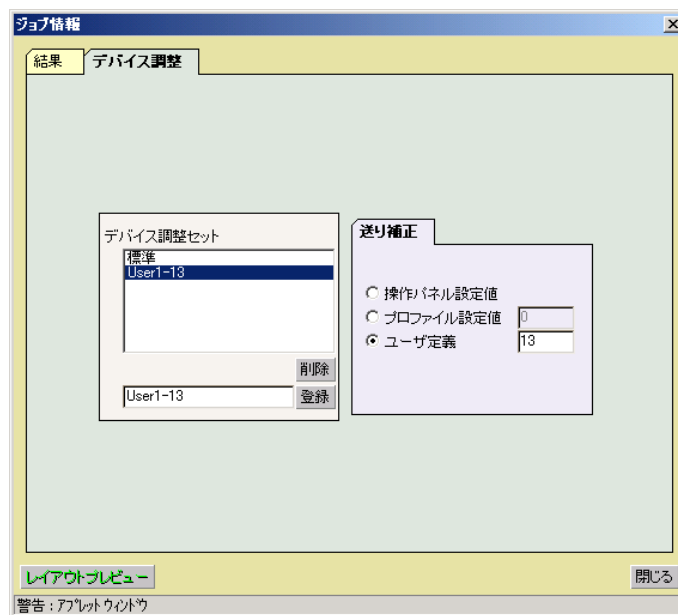 ジョブ情報
結果
デバイス調整
デバイス調整セット
標準
User1-13
削除
User1-13
登録
送り補正
操作パネル設定値
プロファイル設定値 0
ユーザ定義 13
レイアウトプレビュー
閉じる
警告：アプレット ウィンドウ